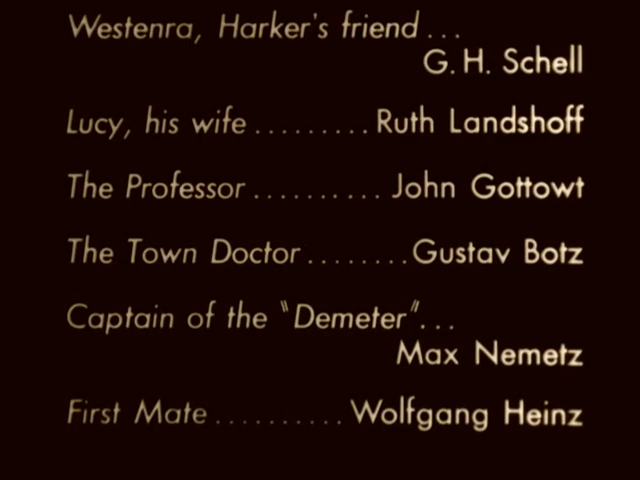 Westenra, Harker's friend ...
G. H. Schell
Lucy, his wife ......... Ruth Landshoff
The Professor .......... John Gottowt
The Town Doctor ........ Gustav Botz
Captain of the "Demeter"...
Max Nemetz
First Mate .......... Wolfgang Heinz